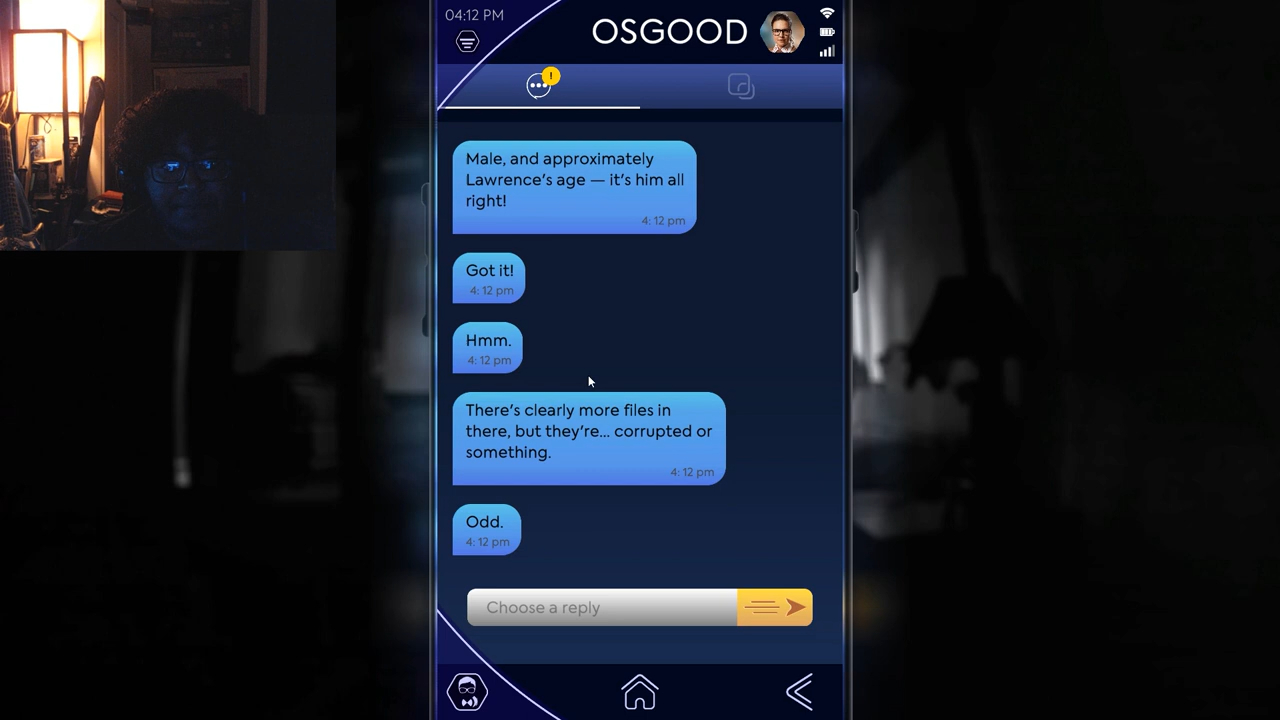 04:12 PM
OSGOOD
!
Male, and approximately
Lawrence's age — it's him all
right!
4: 12 pm
Got it!
4: 12 pm
Hmm.
4: 12 pm
There's clearly more files in
there, but they're... corrupted or
something.
4: 12 pm
Odd.
4: 12 pm
Choose a reply